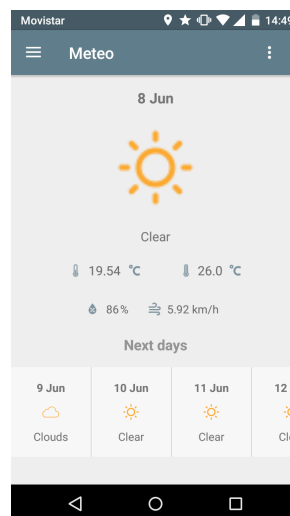 Movistar 14:49
Meteo
8 Jun
Clear
19.54 °C 26.0 °C
86% 5.92 km/h
Next days
9 Jun 10 Jun 11 Jun 12
Clouds Clear Clear Cl